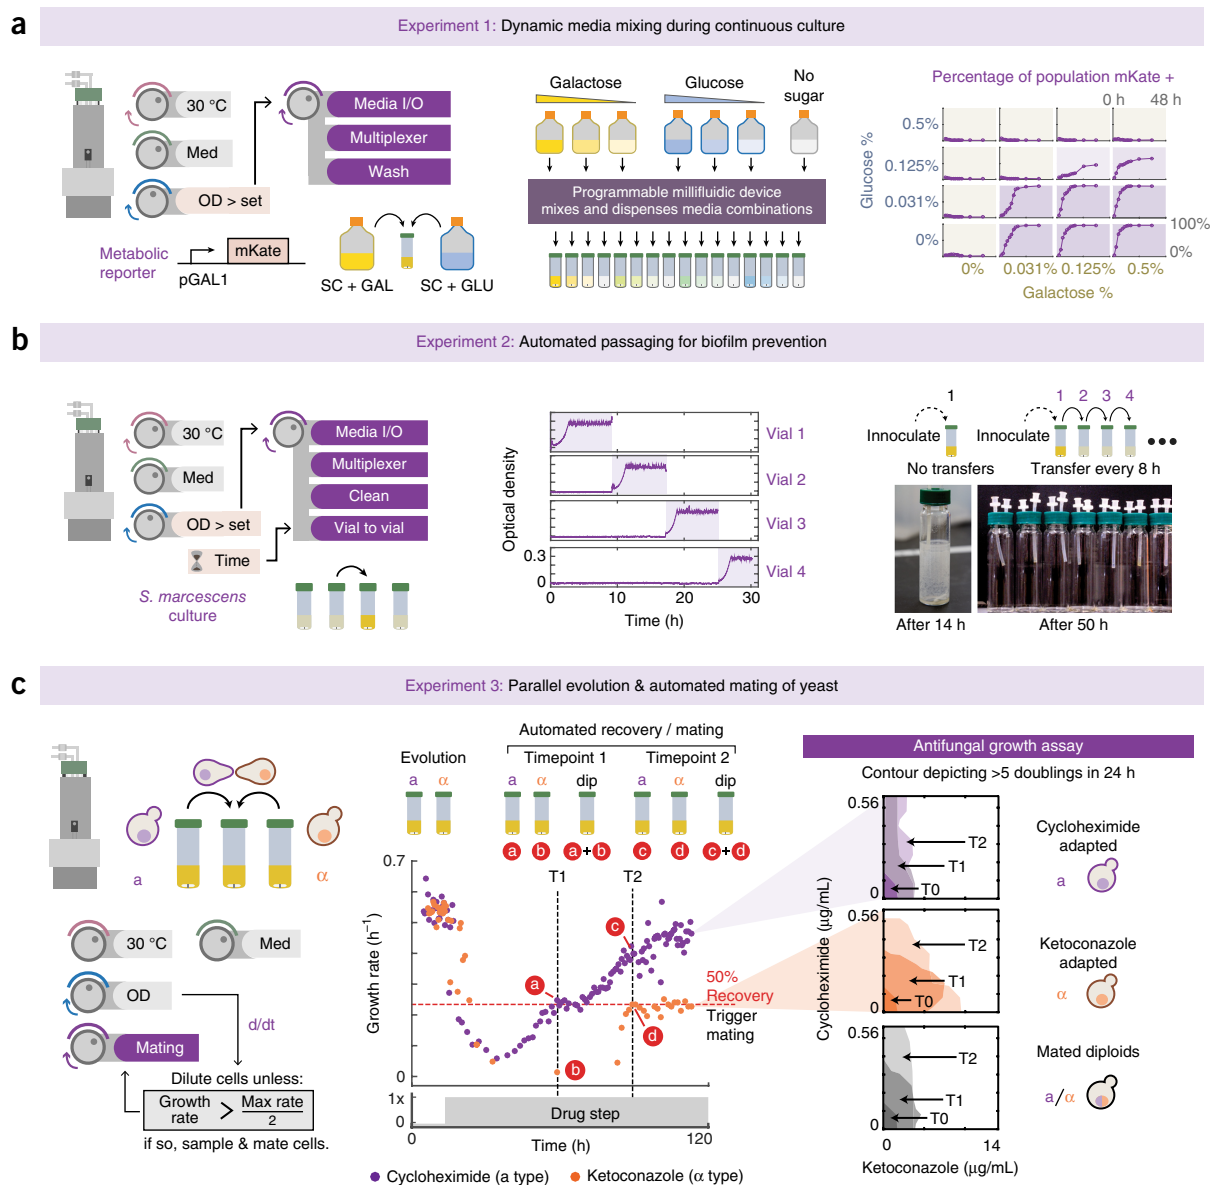 a
Experiment 1: Dynamic media mixing during continuous culture
30 °C
Med
OD > set
Media I/O
Multiplexer
Wash
Metabolic
reporter
mKate
pGAL1
SC + GAL
SC + GLU
Galactose
Glucose
No
sugar
Programmable millifluidic device
mixes and dispenses media combinations
Percentage of population mKate +
0 h 48 h
Glucose %
0.5%
0.125%
0.031%
0%
100%
0%
0%
0.031%
0.125%
0.5%
Galactose %
b
Experiment 2: Automated passaging for biofilm prevention
30 °C
Med
OD > set
Time
Media I/O
Multiplexer
Clean
Vial to vial
S. marcescens
culture
Optical density
Vial 1
Vial 2
Vial 3
Vial 4
0.3
0
0 10 20 30
Time (h)
1
Innoculate
No transfers
1 2 3 4
Innoculate
Transfer every 8 h
After 14 h
After 50 h
c
Experiment 3: Parallel evolution & automated mating of yeast
a
α
30 °C
Med
OD
Mating
d/dt
Dilute cells unless:
Growth
rate
>
Max rate
2
if so, sample & mate cells.
Automated recovery / mating
Evolution
Timepoint 1
Timepoint 2
a α
a α dip
a α dip
a b a+b
c d c+d
T1
T2
0.7
Growth rate (h⁻¹)
0
a
b
c
d
50%
Recovery
Trigger
mating
1x
0
Drug step
0
Time (h)
120
Cycloheximide (a type)
Ketoconazole (α type)
Antifungal growth assay
Contour depicting >5 doublings in 24 h
Cycloheximide (µg/mL)
0.56
0
T2
T1
T0
Cycloheximide
adapted
a
0.56
0
T2
T1
T0
Ketoconazole
adapted
α
0.56
0
T2
T1
T0
Mated diploids
a/α
0 14
Ketoconazole (µg/mL)